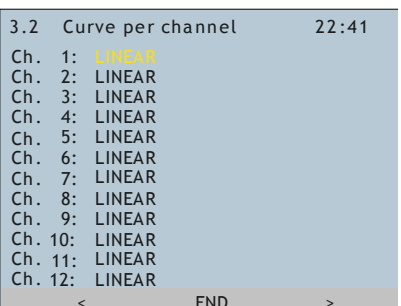 3.2 Curve per channel 22:41
Ch. 1: LINEAR
Ch. 2: LINEAR
Ch. 3: LINEAR
Ch. 4: LINEAR
Ch. 5: LINEAR
Ch. 6: LINEAR
Ch. 7: LINEAR
Ch. 8: LINEAR
Ch. 9: LINEAR
Ch. 10: LINEAR
Ch. 11: LINEAR
Ch. 12: LINEAR
< END >